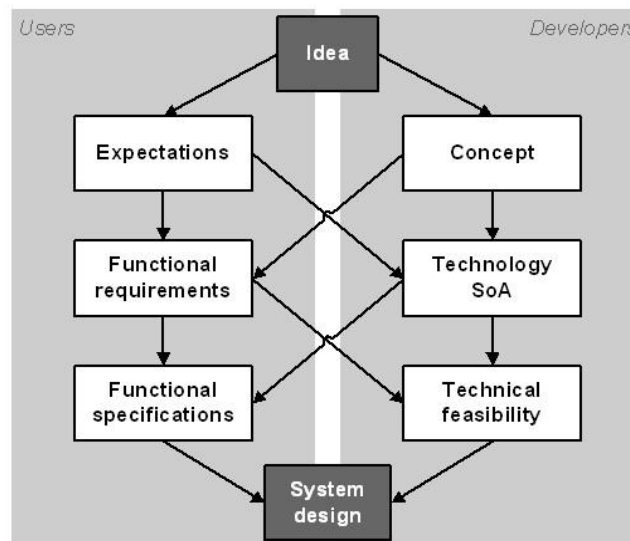 Users
Developers
Idea
Expectations
Concept
Functional
requirements
Technology
SoA
Functional
specifications
Technical
feasibility
System
design